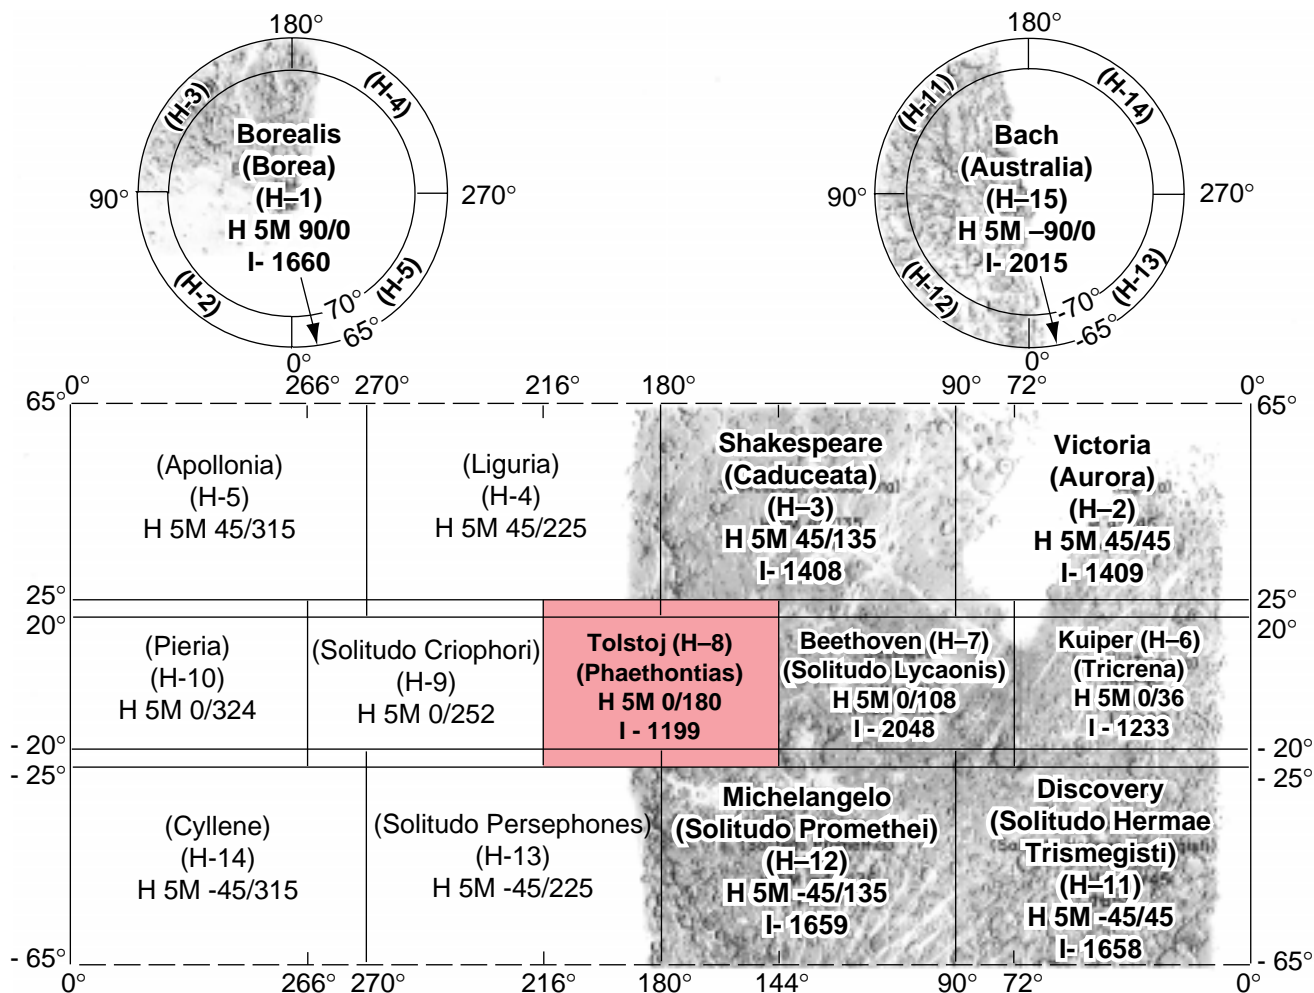 180°
(H-3)
(H-4)
Borealis
(Borea)
(H–1)
H 5M 90/0
I- 1660
90°
270°
(H-2)
(H-5)
70°
65°
0°
180°
(H-11)
(H-14)
Bach
(Australia)
(H–15)
H 5M –90/0
I- 2015
90°
270°
(H-12)
(H-13)
-70°
-65°
0°
0° 266° 270° 216° 180° 90° 72° 0°
65° 65°
(Apollonia)
(H-5)
H 5M 45/315
(Liguria)
(H-4)
H 5M 45/225
Shakespeare
(Caduceata)
(H–3)
H 5M 45/135
I- 1408
Victoria
(Aurora)
(H–2)
H 5M 45/45
I- 1409
25° 25°
20° 20°
(Pieria)
(H-10)
H 5M 0/324
(Solitudo Criophori)
(H-9)
H 5M 0/252
Tolstoj (H–8)
(Phaethontias)
H 5M 0/180
I - 1199
Beethoven (H–7)
(Solitudo Lycaonis)
H 5M 0/108
I - 2048
Kuiper (H–6)
(Tricrena)
H 5M 0/36
I - 1233
- 20° - 20°
- 25° - 25°
(Cyllene)
(H-14)
H 5M -45/315
(Solitudo Persephones)
(H-13)
H 5M -45/225
Michelangelo
(Solitudo Promethei)
(H–12)
H 5M -45/135
I- 1659
Discovery
(Solitudo Hermae
Trismegisti)
(H–11)
H 5M -45/45
I- 1658
- 65° - 65°
0° 266° 270° 216° 180° 144° 90° 72° 0°